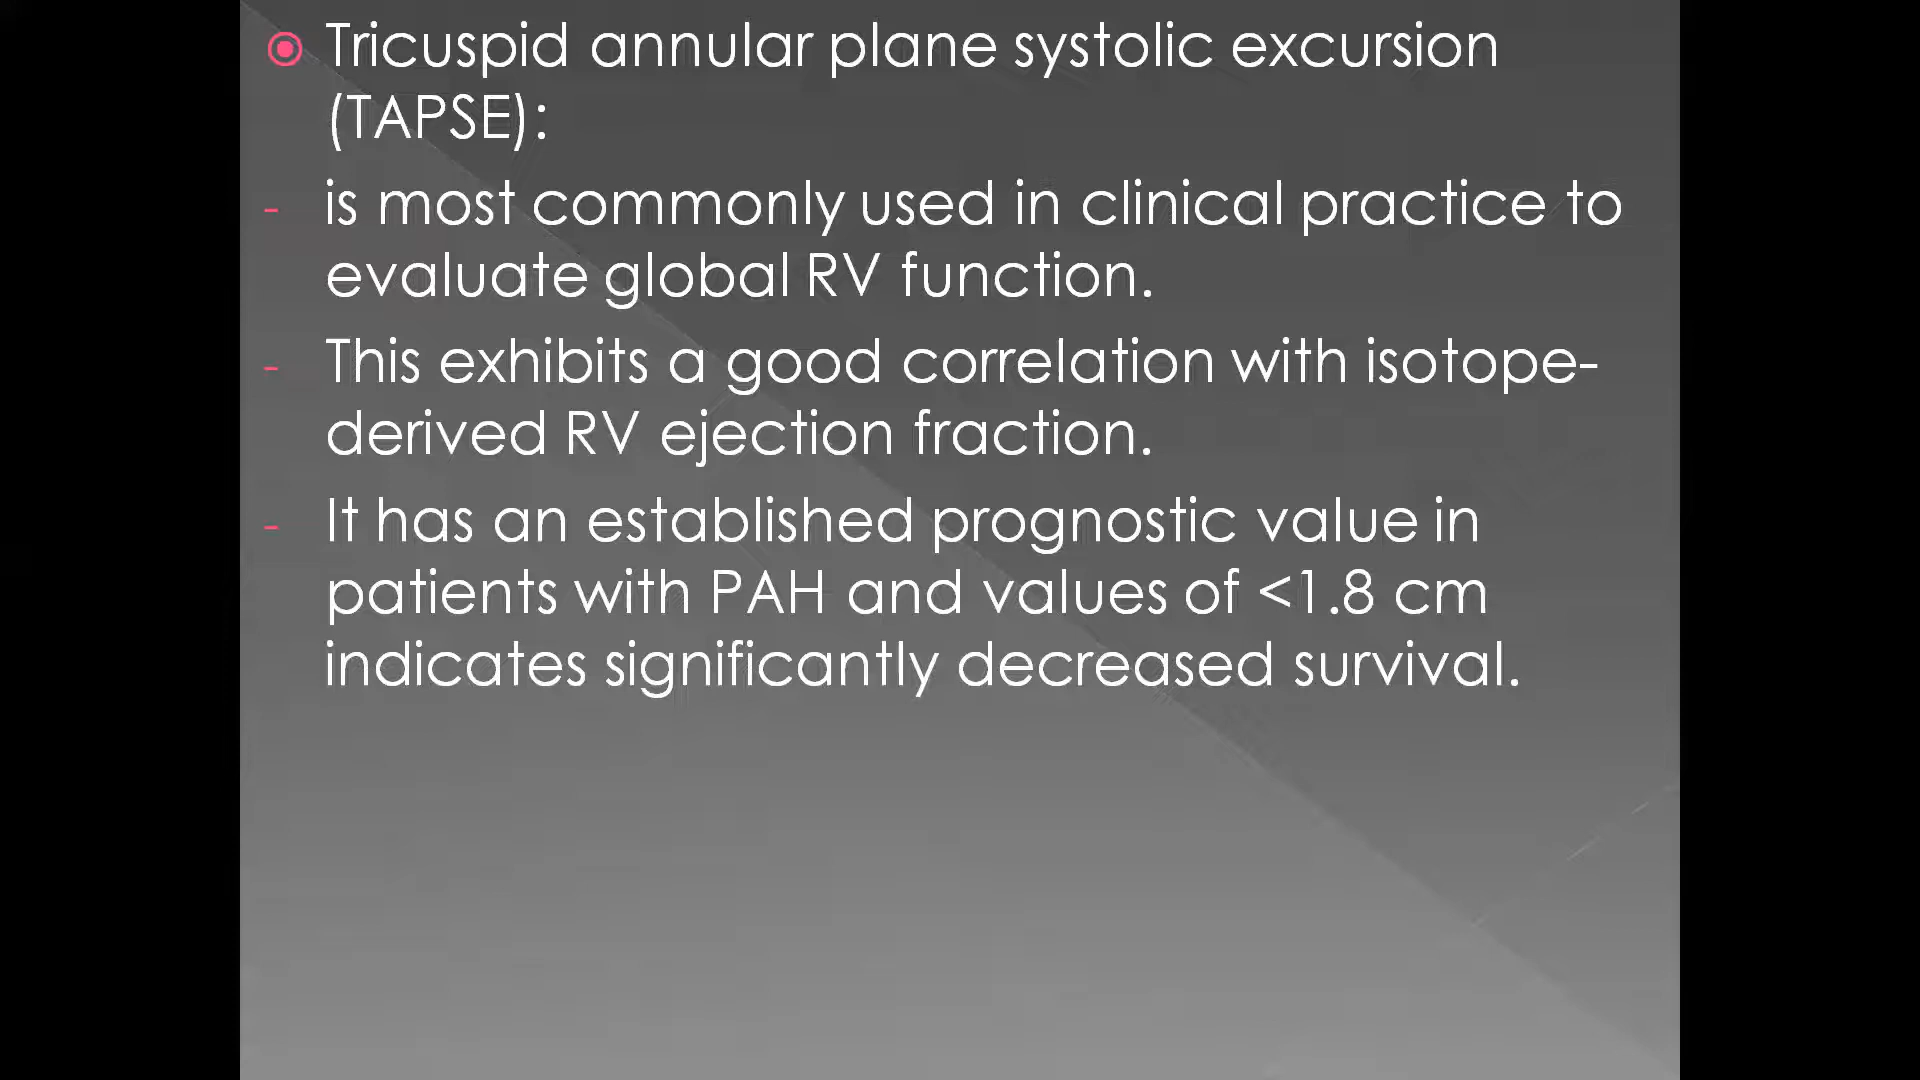 Tricuspid annular plane systolic excursion
(TAPSE):
- is most commonly used in clinical practice to
evaluate global RV function.
- This exhibits a good correlation with isotope-
derived RV ejection fraction.
- It has an established prognostic value in
patients with PAH and values of <1.8 cm
indicates significantly decreased survival.